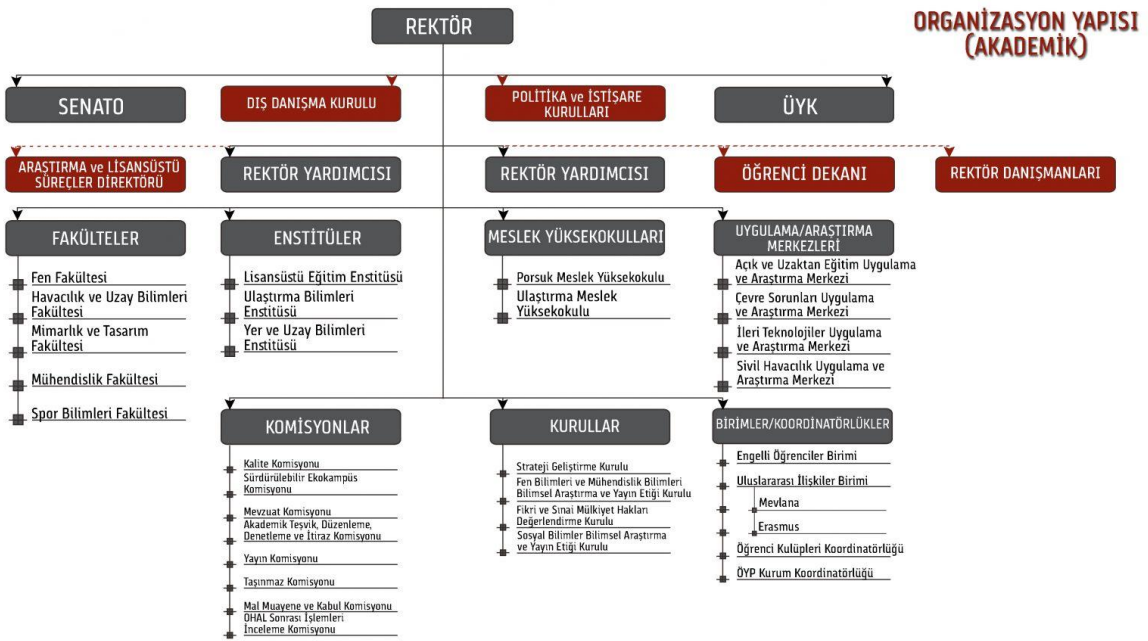 REKTÖR
ORGANİZASYON YAPISI
(AKADEMİK)
SENATO
DIŞ DANIŞMA KURULU
POLİTİKA ve İSTİŞARE
KURULLARI
ÜYK
ARAŞTIRMA ve LİSANSÜSTÜ
SÜREÇLER DİREKTÖRÜ
REKTÖR YARDIMCISI
REKTÖR YARDIMCISI
ÖĞRENCİ DEKANI
REKTÖR DANIŞMANLARI
FAKÜLTELER
Fen Fakültesi
Havacılık ve Uzay Bilimleri
Fakültesi
Mimarlık ve Tasarım
Fakültesi
Mühendislik Fakültesi
Spor Bilimleri Fakültesi
ENSTİTÜLER
Lisansüstü Eğitim Enstitüsü
Ulaştırma Bilimleri
Enstitüsü
Yer ve Uzay Bilimleri
Enstitüsü
MESLEK YÜKSEKOKULLARI
Porsuk Meslek Yüksekokulu
Ulaştırma Meslek
Yüksekokulu
UYGULAMA/ARAŞTIRMA
MERKEZLERİ
Açık ve Uzaktan Eğitim Uygulama
ve Araştırma Merkezi
Çevre Sorunları Uygulama
ve Araştırma Merkezi
İleri Teknolojiler Uygulama
ve Araştırma Merkezi
Sivil Havacılık Uygulama ve
Araştırma Merkezi
KOMİSYONLAR
Kalite Komisyonu
Sürdürülebilir Ekokampüs
Komisyonu
Mevzuat Komisyonu
Akademik Teşvik, Düzenleme,
Denetleme ve İtiraz Komisyonu
Yayın Komisyonu
Taşınmaz Komisyonu
Mal Muayene ve Kabul Komisyonu
OHAL Sonrası İşlemleri
İnceleme Komisyonu
KURULLAR
Strateji Geliştirme Kurulu
Fen Bilimleri ve Mühendislik Bilimleri
Bilimsel Araştırma ve Yayın Etiği Kurulu
Fikri ve Sınai Mülkiyet Hakları
Değerlendirme Kurulu
Sosyal Bilimler Bilimsel Araştırma
ve Yayın Etiği Kurulu
BİRİMLER/KOORDİNATÖRLÜKLER
Engelli Öğrenciler Birimi
Uluslararası İlişkiler Birimi
Mevlana
Erasmus
Öğrenci Kulüpleri Koordinatörlüğü
ÖYP Kurum Koordinatörlüğü